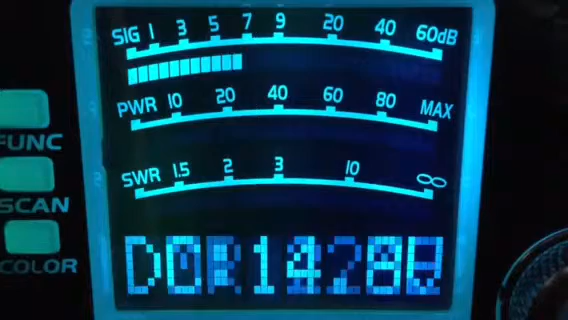 SIG 1 3 5 7 9 20 40 60dB
PWR 10 20 40 60 80 MAX
FUNC
SWR 1.5 2 3 10 ∞
SCAN
COLOR